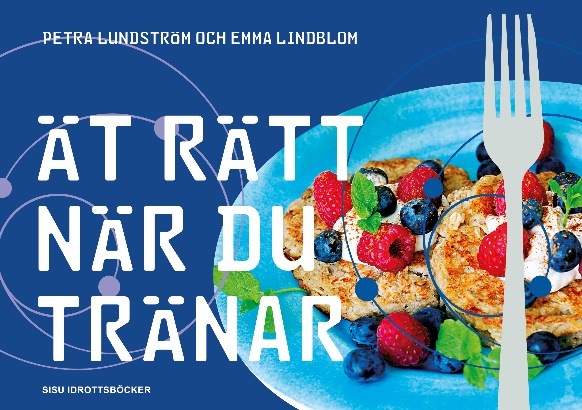 PETRA LUNDSTRÖM OCH EMMA LINDBLOM
ÄT RÄTT
NÄR DU
TRÄNAR
SISU IDROTTSBÖCKER